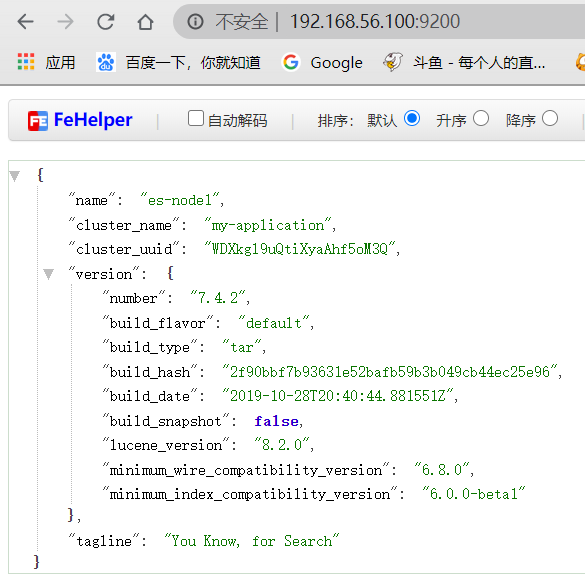 不安全 | 192.168.56.100:9200
应用 百度一下，你就知道 Google 斗鱼 - 每个人的直...
FE FeHelper | 自动解码 | 排序： 默认 升序 降序
{
"name": "es-node1",
"cluster_name": "my-application",
"cluster_uuid": "WDXkgl9uQtiXyaAhf5oM3Q",
"version": {
"number": "7.4.2",
"build_flavor": "default",
"build_type": "tar",
"build_hash": "2f90bbf7b93631e52bafb59b3b049cb44ec25e96",
"build_date": "2019-10-28T20:40:44.881551Z",
"build_snapshot": false,
"lucene_version": "8.2.0",
"minimum_wire_compatibility_version": "6.8.0",
"minimum_index_compatibility_version": "6.0.0-beta1"
},
"tagline": "You Know, for Search"
}